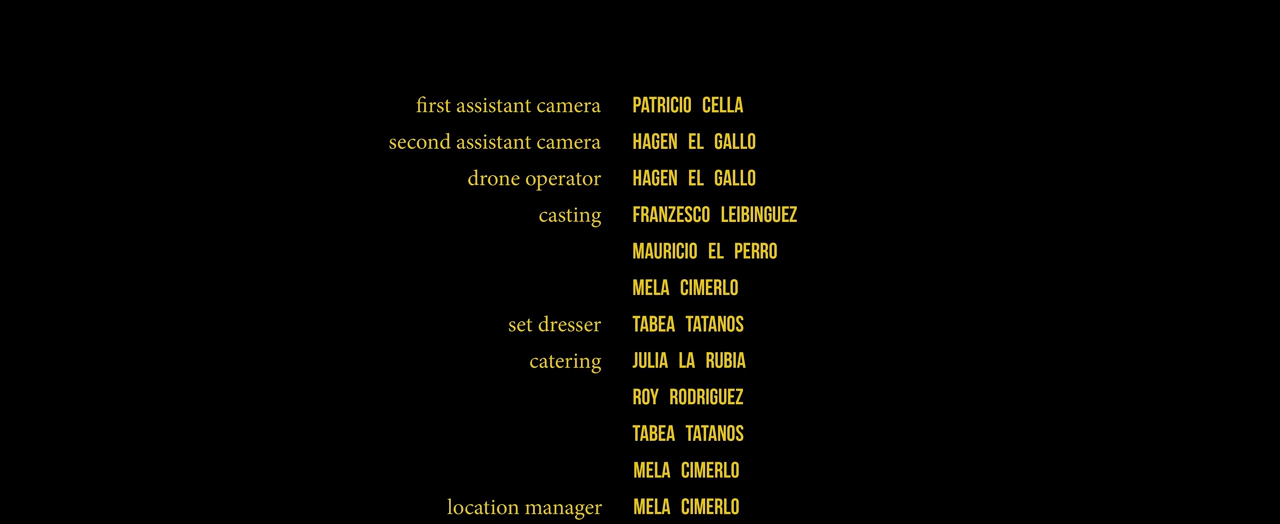 first assistant camera PATRICIO CELLA
second assistant camera HAGEN EL GALLO
drone operator HAGEN EL GALLO
casting FRANZESCO LEIBINGUEZ
MAURICIO EL PERRO
MELA CIMERLO
set dresser TABEA TATANOS
catering JULIA LA RUBIA
ROY RODRIGUEZ
TABEA TATANOS
MELA CIMERLO
location manager MELA CIMERLO